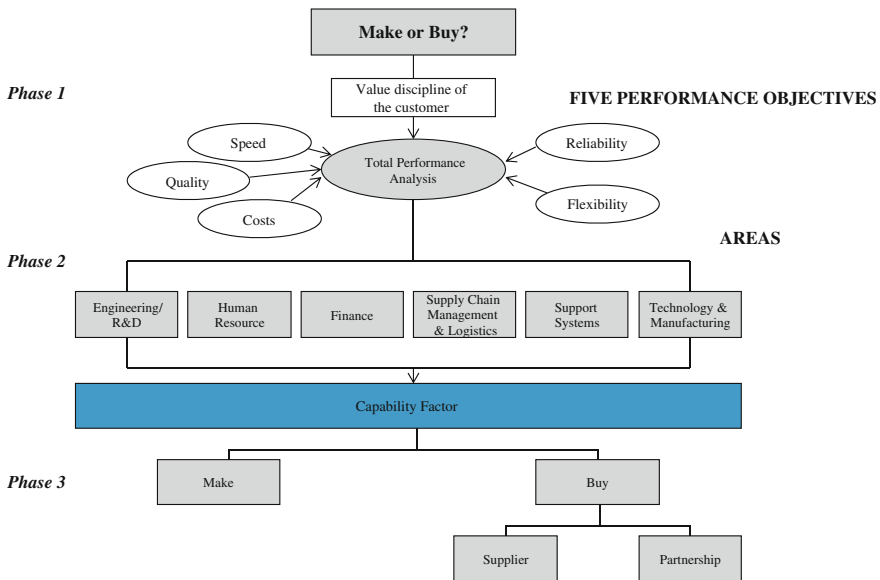 Make or Buy?
Phase 1
Value discipline of
the customer
FIVE PERFORMANCE OBJECTIVES
Speed
Reliability
Total Performance
Analysis
Quality
Flexibility
Costs
AREAS
Phase 2
Engineering/
R&D
Human
Resource
Finance
Supply Chain
Management
& Logistics
Support
Systems
Technology &
Manufacturing
Capability Factor
Phase 3
Make
Buy
Supplier
Partnership